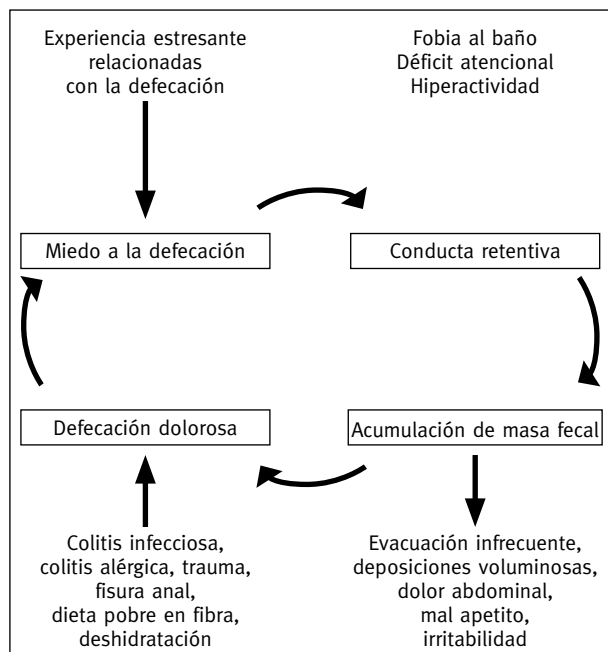 Experiencia estresante
relacionadas
con la defecación
Fobia al baño
Déficit atencional
Hiperactividad
Miedo a la defecación
Conducta retentiva
Defecación dolorosa
Acumulación de masa fecal
Colitis infecciosa,
colitis alérgica, trauma,
fisura anal,
dieta pobre en fibra,
deshidratación
Evacuación infrecuente,
deposiciones voluminosas,
dolor abdominal,
mal apetito,
irritabilidad